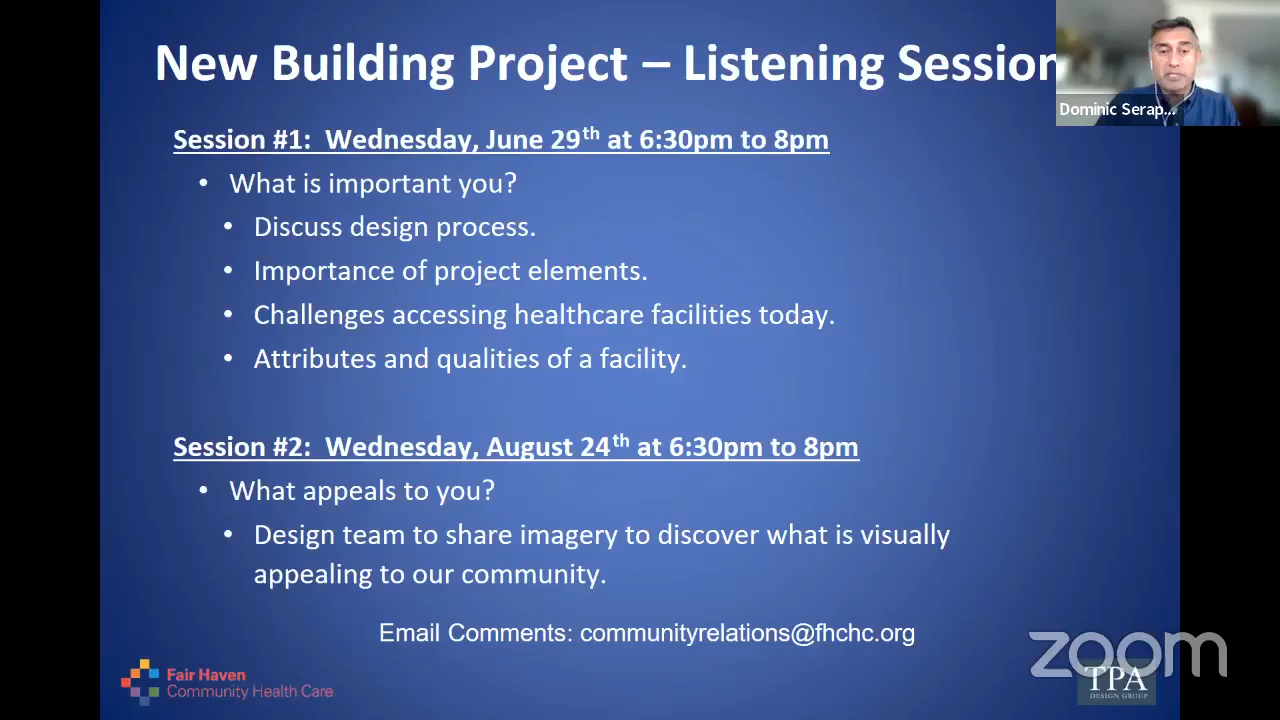 New Building Project – Listening Session
Dominic Serap...
Session #1: Wednesday, June 29th at 6:30pm to 8pm
• What is important you?
• Discuss design process.
• Importance of project elements.
• Challenges accessing healthcare facilities today.
• Attributes and qualities of a facility.
Session #2: Wednesday, August 24th at 6:30pm to 8pm
• What appeals to you?
• Design team to share imagery to discover what is visually
appealing to our community.
Email Comments: communityrelations@fhchc.org
Fair Haven
Community Health Care
zoom
TPA
DESIGN GROUP